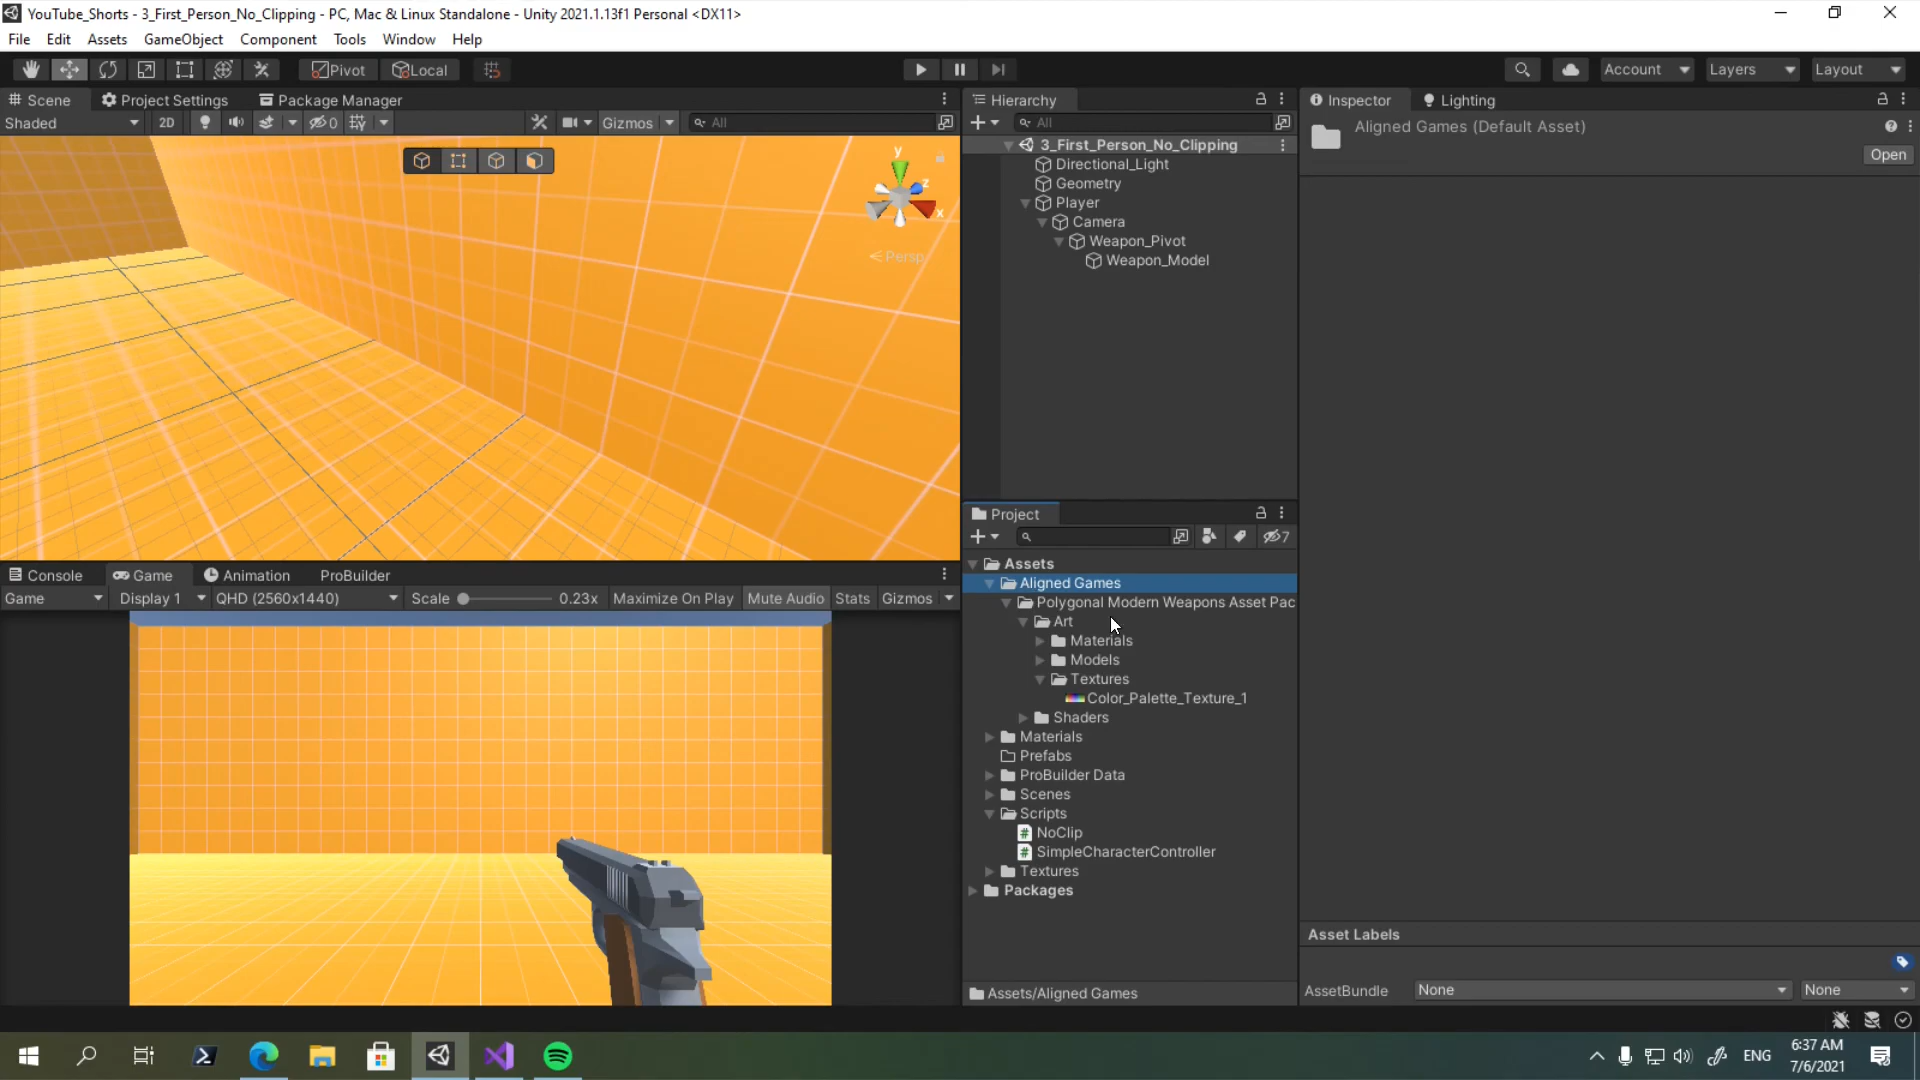 YouTube_Shorts - 3_First_Person_No_Clipping - PC, Mac & Linux Standalone - Unity 2021.1.13f1 Personal <DX11>
File Edit Assets GameObject Component Tools Window Help
Pivot Local Account Layers Layout
Scene Project Settings Package Manager
Shaded 2D 0 Gizmos All
y z x
Persp
Hierarchy
All
3_First_Person_No_Clipping
Directional_Light
Geometry
Player
Camera
Weapon_Pivot
Weapon_Model
Inspector Lighting
Aligned Games (Default Asset)
Open
Console Game Animation ProBuilder
Game Display 1 QHD (2560x1440) Scale 0.23x Maximize On Play Mute Audio Stats Gizmos
Project
7
Assets
Aligned Games
Polygonal Modern Weapons Asset Pac
Art
Materials
Models
Textures
Color_Palette_Texture_1
Shaders
Materials
Prefabs
ProBuilder Data
Scenes
Scripts
NoClip
SimpleCharacterController
Textures
Packages
Assets/Aligned Games
Asset Labels
AssetBundle None None
ENG
6:37 AM
7/6/2021